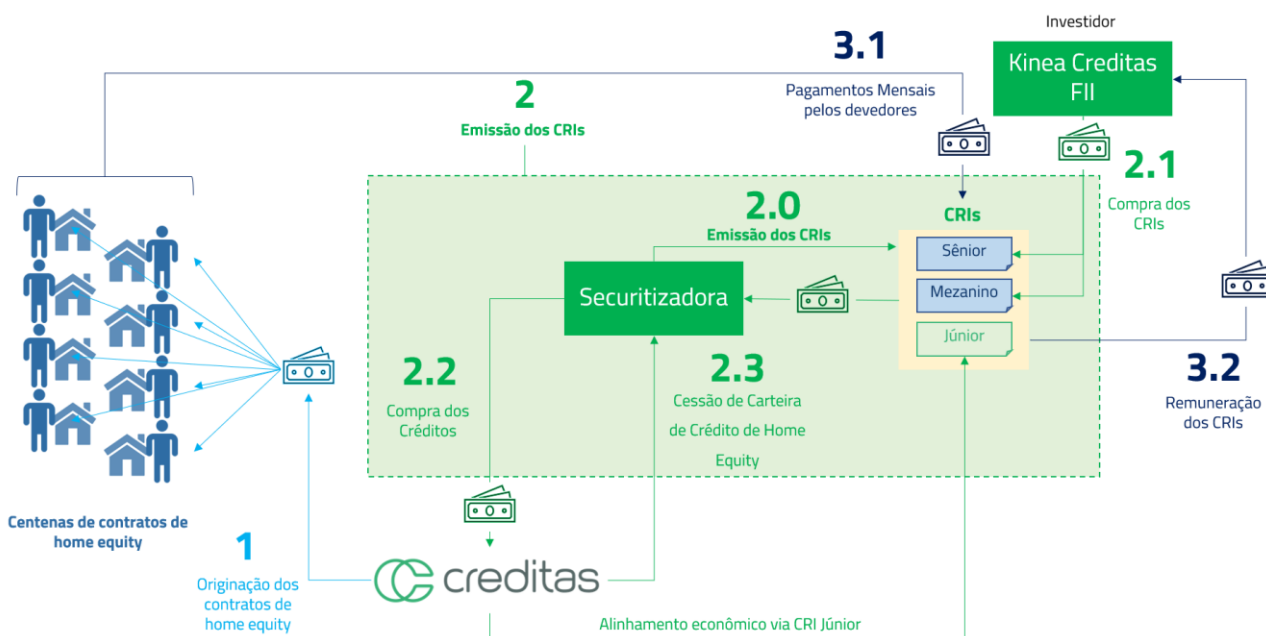 Investidor
Kinea Creditas
FII
3.1
Pagamentos Mensais
pelos devedores
2
Emissão dos CRIs
2.1
Compra dos
CRIs
2.0
Emissão dos CRIs
CRIs
Sênior
Mezanino
Júnior
Securitizadora
2.2
Compra dos
Créditos
2.3
Cessão de Carteira
de Crédito de Home
Equity
3.2
Remuneração
dos CRIs
Centenas de contratos de
home equity
1
Originação dos
contratos de
home equity
creditas
Alinhamento econômico via CRI Júnior